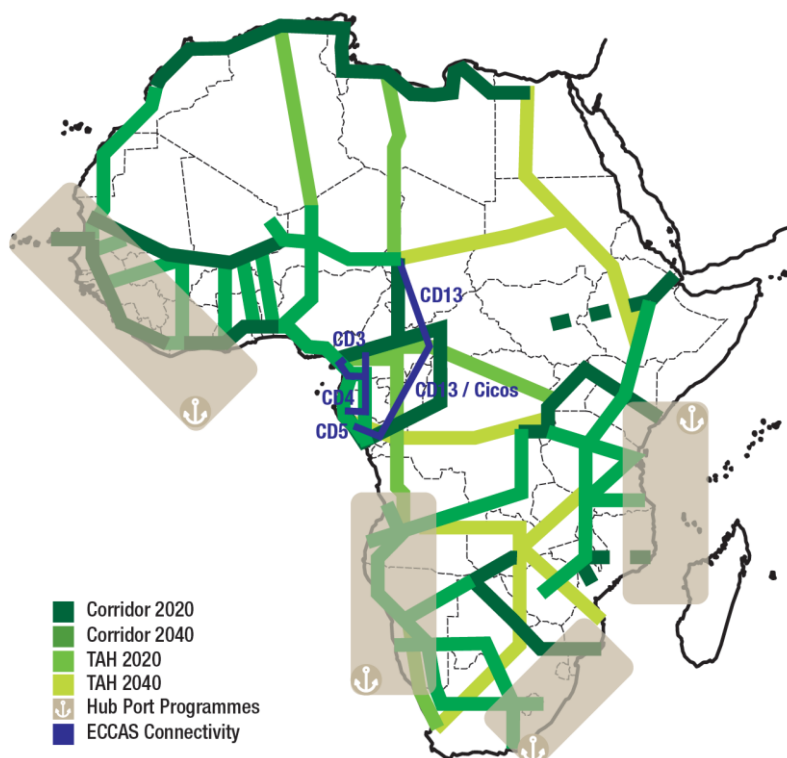 CD13
CD3
CD13 / Cicos
CD4
CD5
Corridor 2020
Corridor 2040
TAH 2020
TAH 2040
Hub Port Programmes
ECCAS Connectivity